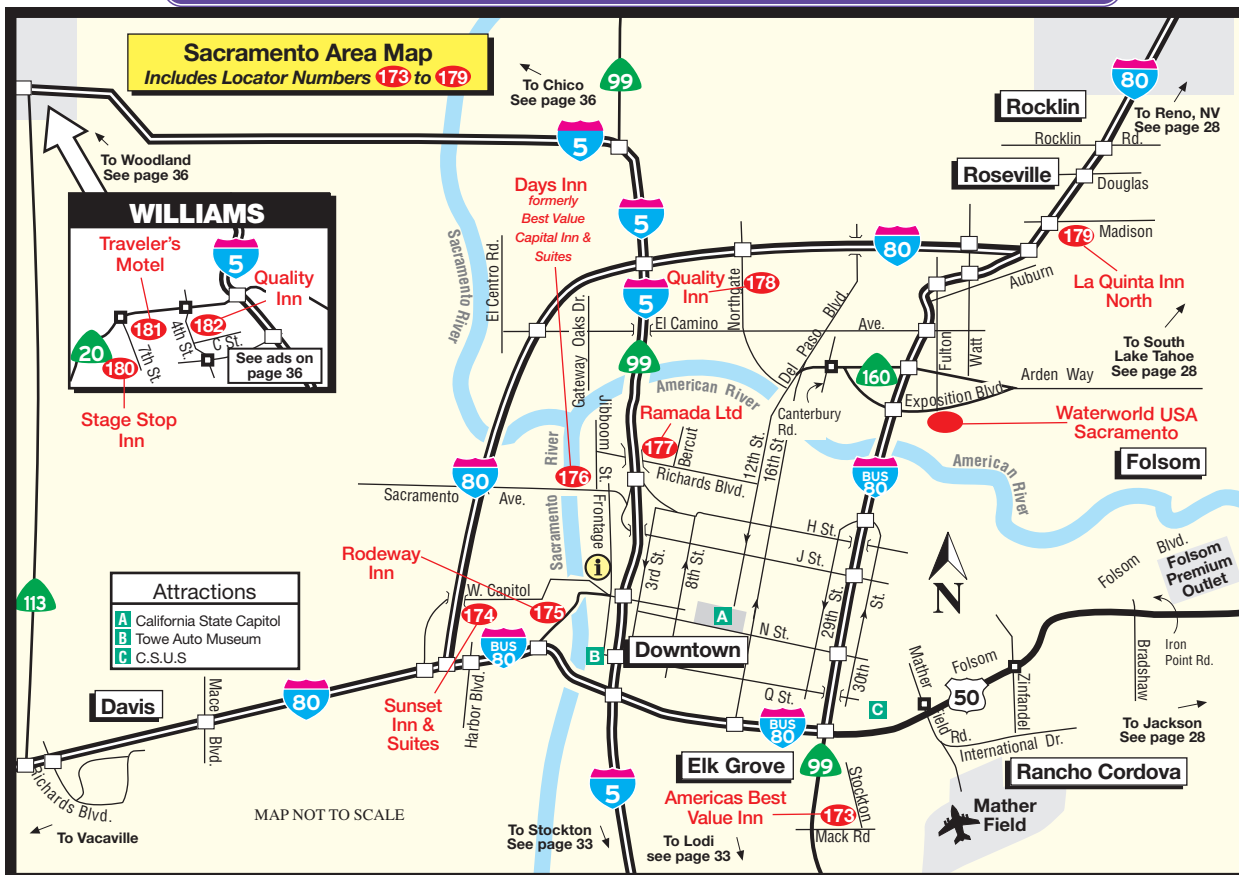 Sacramento Area Map
Includes Locator Numbers 173 to 179
To Chico
See page 36
99
80
Rocklin
To Reno, NV
See page 28
Rocklin Rd.
5
To Woodland
See page 36
Roseville
Douglas
Days Inn
formerly
Best Value
Capital Inn &
Suites
WILLIAMS
Traveler's
Motel
5
Quality
Inn
181
182
4th St.
C St.
7th St
20
180
See ads on
page 36
Stage Stop
Inn
Sacramento River
El Centro Rd.
5
80
179
Madison
La Quinta Inn
North
Auburn
Quality
Inn
178
Northgate
5
Gateway Oaks Dr.
El Camino Ave.
Del Paso Blvd.
Fulton
Watt
To South
Lake Tahoe
See page 28
99
160
Arden Way
American River
Exposition Blvd.
Canterbury
Rd.
Waterworld USA
Sacramento
Ramada Ltd
177
Bercut
Jibboom St.
12th St.
16th St
Richards Blvd.
Folsom
80
176
Sacramento Ave.
Sacramento River
Frontage
BUS
80
American River
H St.
J St.
3rd St.
8th St.
Rodeway
Inn
i
N
Folsom Blvd.
Folsom
Premium
Outlet
113
Attractions
A California State Capitol
B Towe Auto Museum
C C.S.U.S
W. Capitol
174
175
A
N St.
29th St.
30th St.
B
Downtown
BUS
80
Q St.
Mather Field Rd.
Folsom
50
Zinfandel
Bradshaw
Iron
Point Rd.
Davis
Mace Blvd.
80
Harbor Blvd.
Sunset
Inn &
Suites
BUS
80
C
To Jackson
See page 28
International Dr.
Rancho Cordova
Richards Blvd.
To Vacaville
MAP NOT TO SCALE
5
Elk Grove
99
Stockton
Americas Best
Value Inn
173
Mack Rd
Mather
Field
To Stockton
See page 33
To Lodi
see page 33